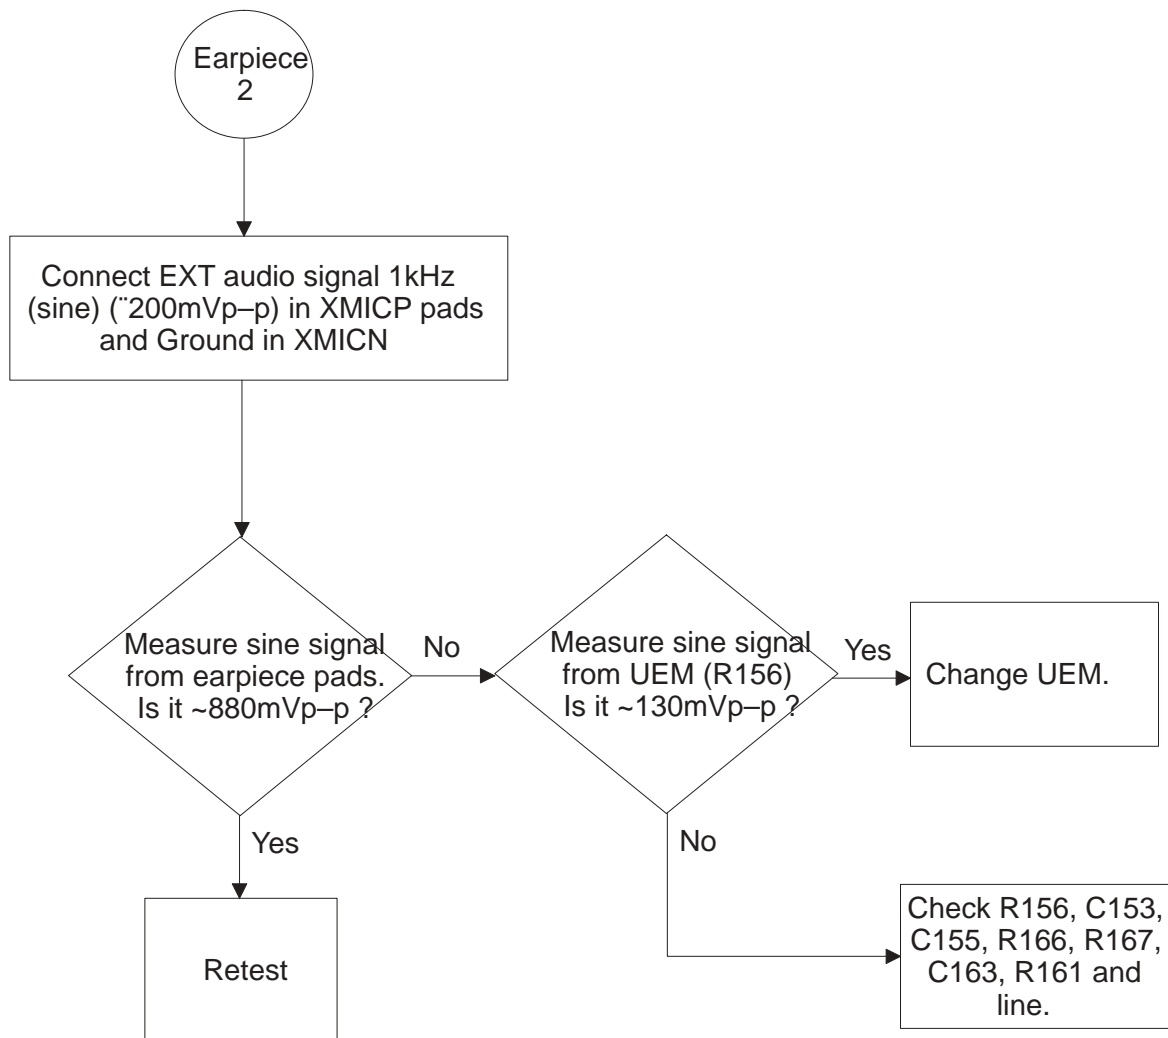 Earpiece
2
Connect EXT audio signal 1kHz
(sine) (¨200mVp–p) in XMICP pads
and Ground in XMICN
Measure sine signal
from earpiece pads.
Is it ~880mVp–p ?
No
Measure sine signal
from UEM (R156)
Is it ~130mVp–p ?
Yes
Change UEM.
Yes
No
Retest
Check R156, C153,
C155, R166, R167,
C163, R161 and
line.